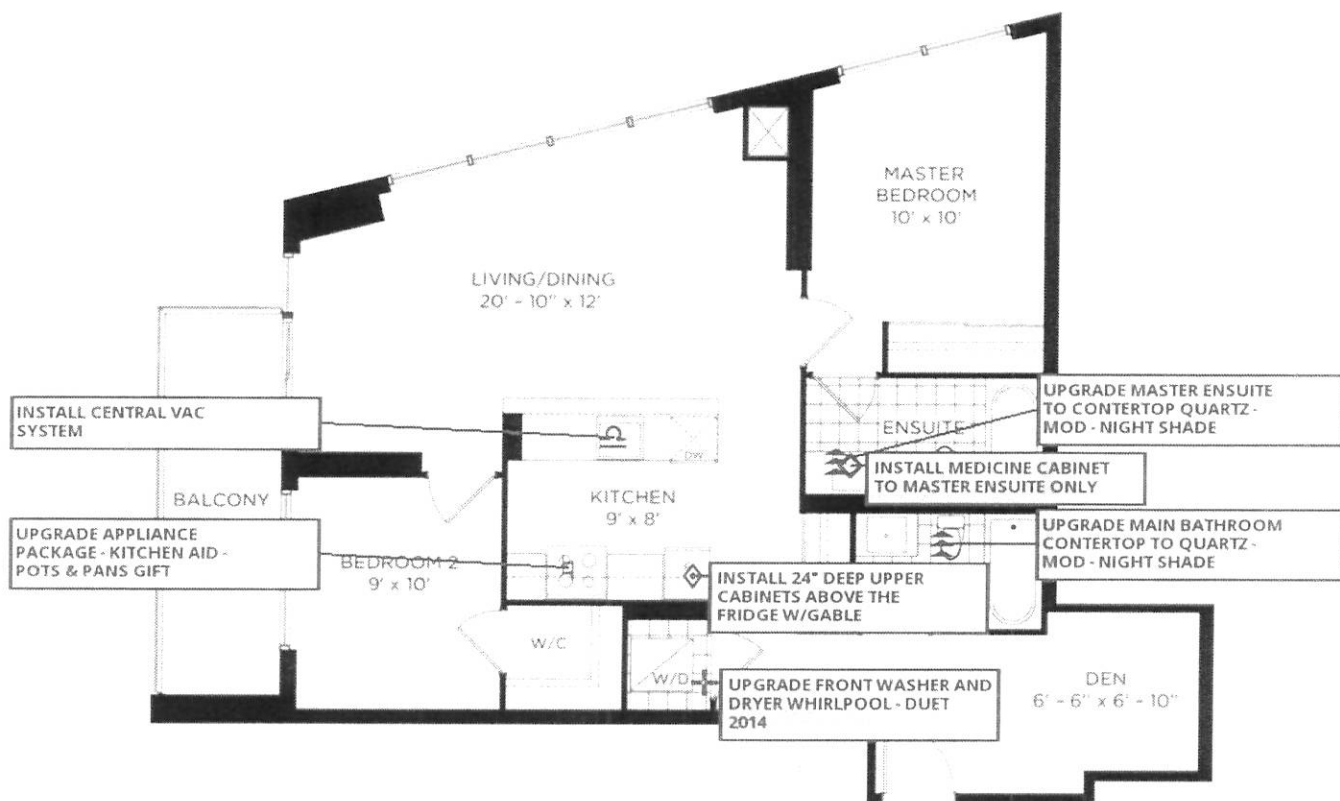 MASTER
BEDROOM
10' x 10'
LIVING/DINING
20' - 10" x 12'
INSTALL CENTRAL VAC
SYSTEM
UPGRADE MASTER ENSUITE
TO CONTERTOP QUARTZ -
MOD - NIGHT SHADE
ENSUITE
DW
INSTALL MEDICINE CABINET
TO MASTER ENSUITE ONLY
BALCONY
KITCHEN
9' x 8'
UPGRADE APPLIANCE
PACKAGE - KITCHEN AID -
POTS & PANS GIFT
UPGRADE MAIN BATHROOM
CONTERTOP TO QUARTZ -
MOD - NIGHT SHADE
BEDROOM 2
9' x 10'
INSTALL 24" DEEP UPPER
CABINETS ABOVE THE
FRIDGE W/GABLE
W/C
W/D
UPGRADE FRONT WASHER AND
DRYER WHIRLPOOL - DUET
2014
DEN
6' - 6" x 6' - 10"